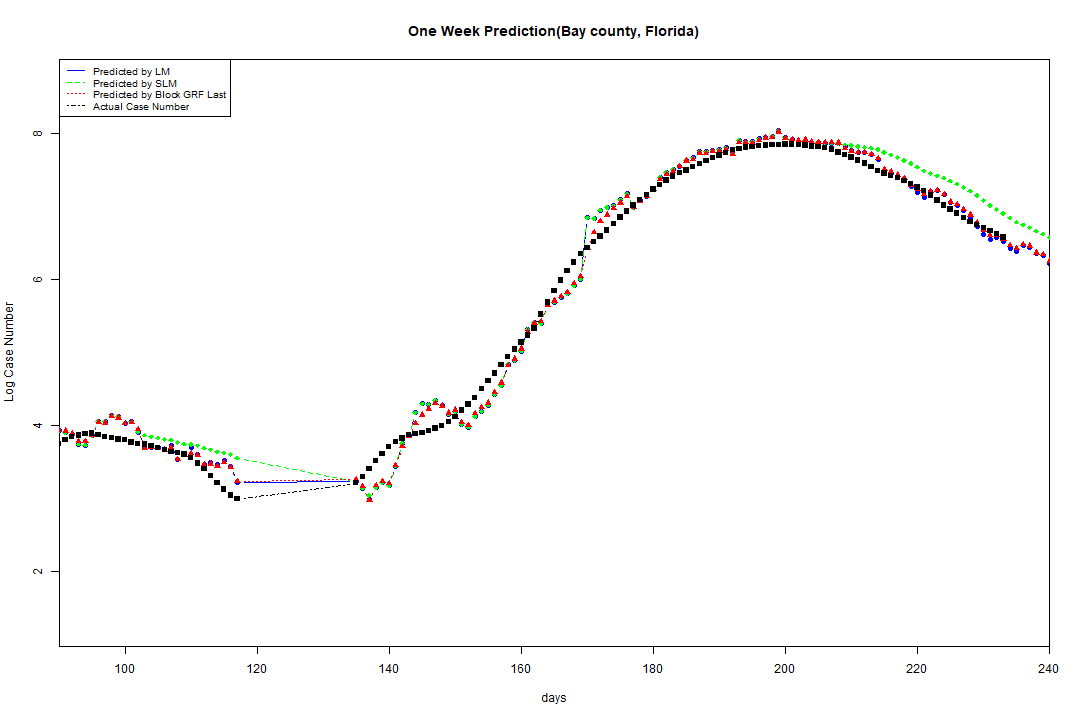 One Week Prediction(Bay county, Florida)
Predicted by LM
Predicted by SLM
Predicted by Block GRF Last
Actual Case Number
8
6
4
2
Log Case Number
100 120 140 160 180 200 220 240
days